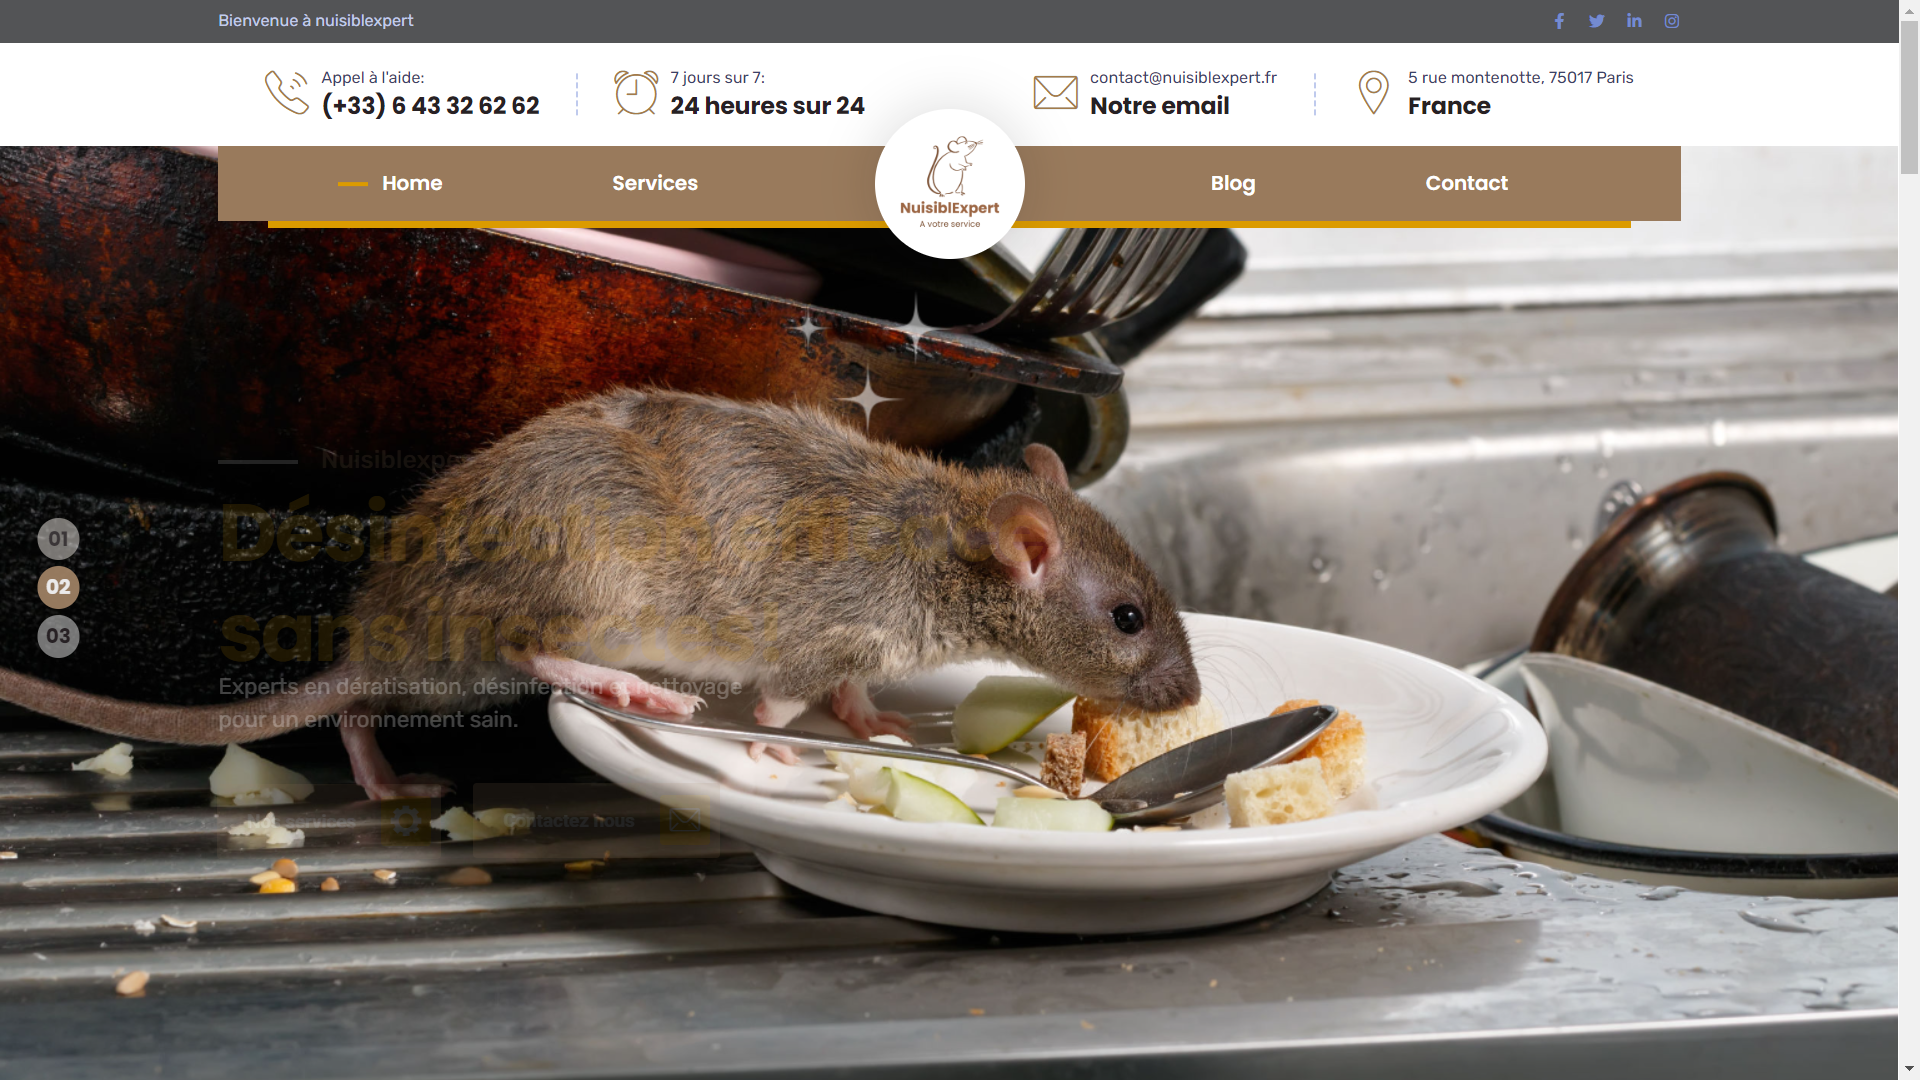 Bienvenue à nuisiblexpert
Appel à l'aide:
(+33) 6 43 32 62 62
7 jours sur 7:
24 heures sur 24
contact@nuisiblexpert.fr
Notre email
5 rue montenotte, 75017 Paris
France
Home
Services
NuisiblExpert
A votre service
Blog
Contact
Nuisiblexpert
Désinfection efficace
sans insectes!
Experts en dératisation, désinfection et nettoyage
pour un environnement sain.
services
Contactez nous
01
02
03